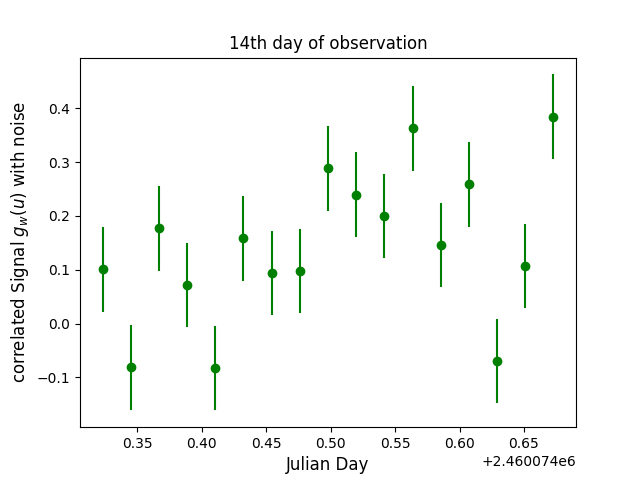 14th day of observation
correlated Signal g_w(u) with noise
0.4
0.3
0.2
0.1
0.0
−0.1
0.35 0.40 0.45 0.50 0.55 0.60 0.65
Julian Day
+2.460074e6